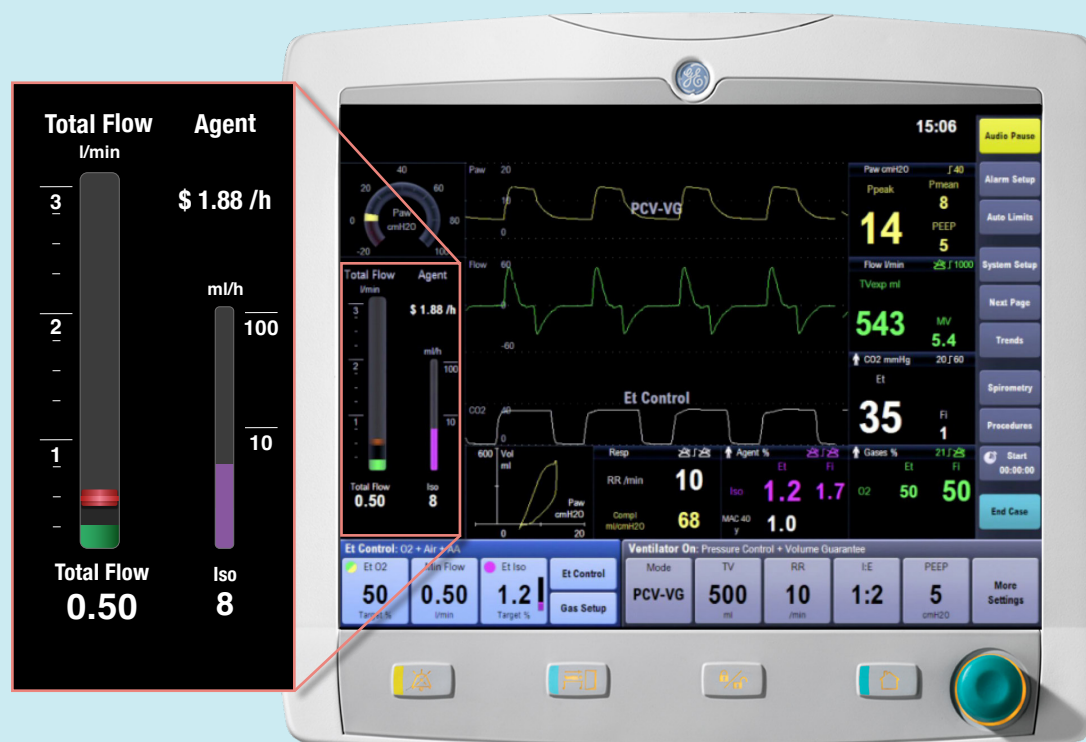 Total Flow
l/min
3
2
1
Total Flow
0.50
Agent
$ 1.88 /h
ml/h
100
10
Iso
8
GE
15:06
40
20
60
0
80
-20
100
Paw
cmH2O
Total Flow
l/min
3
2
1
Total Flow
0.50
Agent
$ 1.88 /h
ml/h
100
10
Iso
8
Paw 20
10
0
PCV-VG
Flow 60
0
-60
Et Control
CO2 40
0
600 Vol
ml
Paw
cmH2O
0 20
Resp
RR /min 10
Compl
ml/cmH2O 68
Agent %
Et Fi
Iso 1.2 1.7
MAC 40
y 1.0
Gases % 21
Et Fi
O2 50 50
Paw cmH2O 40
Ppeak
14
Pmean
8
PEEP
5
Flow l/min 1000
TVexp ml
543
MV
5.4
CO2 mmHg 20 60
Et
35
Fi
1
Audio Pause
Alarm Setup
Auto Limits
System Setup
Next Page
Trends
Spirometry
Procedures
Start
00:00:00
End Case
Et Control: O2 + Air + AA
Et O2
50
Target %
Min Flow
0.50
l/min
Et Iso
1.2
Target %
Et Control
Gas Setup
Ventilator On: Pressure Control + Volume Guarantee
Mode
PCV-VG
TV
500
ml
RR
10
/min
I:E
1:2
PEEP
5
cmH2O
More
Settings